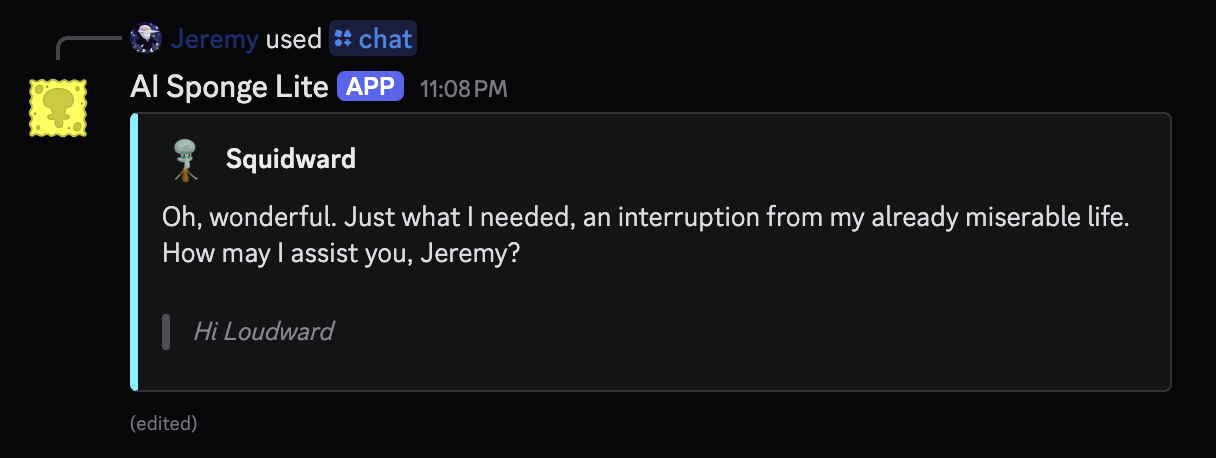 Jeremy used chat
AI Sponge Lite APP 11:08 PM
Squidward
Oh, wonderful. Just what I needed, an interruption from my already miserable life.
How may I assist you, Jeremy?
Hi Loudward
(edited)